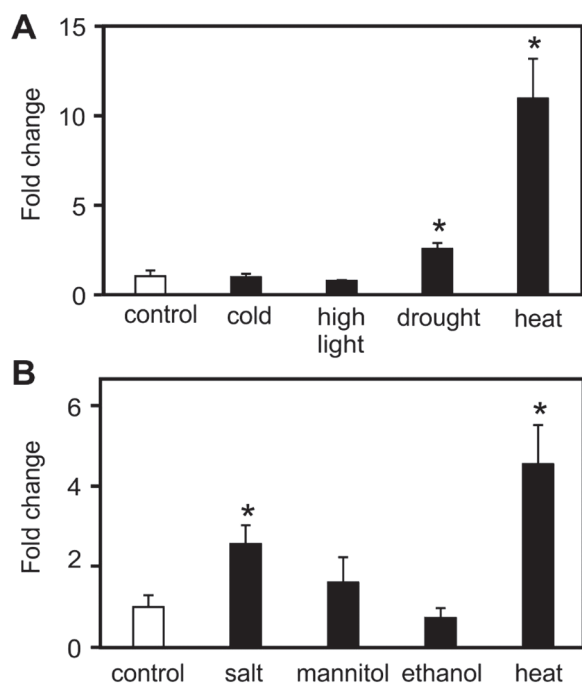 A
Fold change
15
10
5
0
*
*
control cold high light drought heat
B
Fold change
6
4
2
0
*
*
control salt mannitol ethanol heat